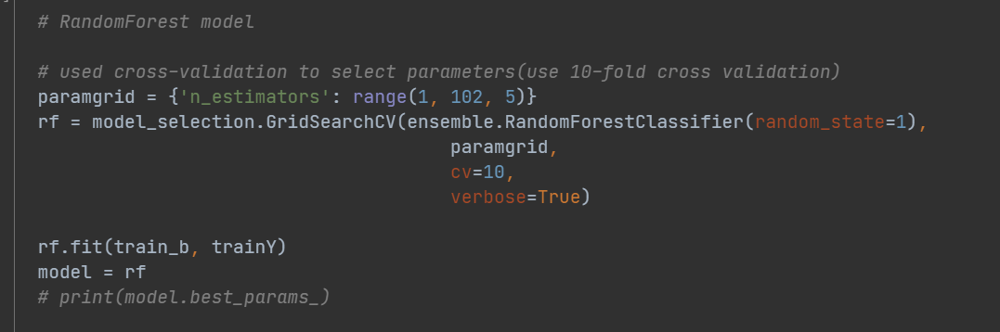 # RandomForest model
# used cross-validation to select parameters(use 10-fold cross validation)
paramgrid = {'n_estimators': range(1, 102, 5)}
rf = model_selection.GridSearchCV(ensemble.RandomForestClassifier(random_state=1),
paramgrid,
cv=10,
verbose=True)
rf.fit(train_b, trainY)
model = rf
# print(model.best_params_)